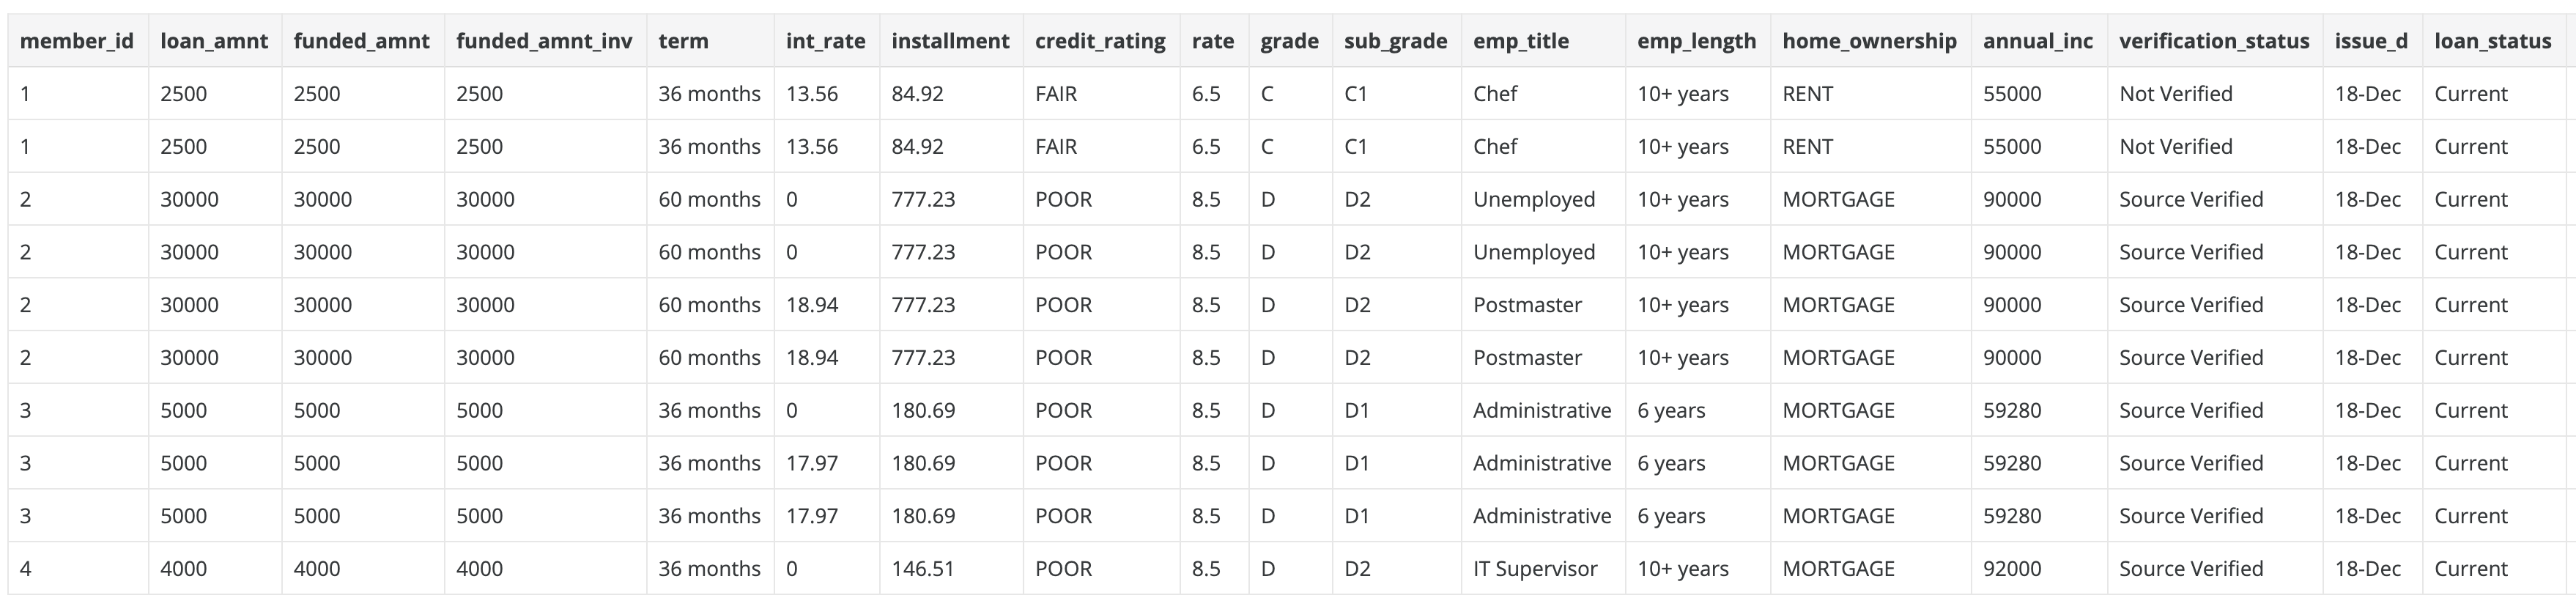 member_id loan_amnt funded_amnt funded_amnt_inv term int_rate installment credit_rating rate grade sub_grade emp_title emp_length home_ownership annual_inc verification_status issue_d loan_status
1 2500 2500 2500 36 months 13.56 84.92 FAIR 6.5 C C1 Chef 10+ years RENT 55000 Not Verified 18-Dec Current
1 2500 2500 2500 36 months 13.56 84.92 FAIR 6.5 C C1 Chef 10+ years RENT 55000 Not Verified 18-Dec Current
2 30000 30000 30000 60 months 0 777.23 POOR 8.5 D D2 Unemployed 10+ years MORTGAGE 90000 Source Verified 18-Dec Current
2 30000 30000 30000 60 months 0 777.23 POOR 8.5 D D2 Unemployed 10+ years MORTGAGE 90000 Source Verified 18-Dec Current
2 30000 30000 30000 60 months 18.94 777.23 POOR 8.5 D D2 Postmaster 10+ years MORTGAGE 90000 Source Verified 18-Dec Current
2 30000 30000 30000 60 months 18.94 777.23 POOR 8.5 D D2 Postmaster 10+ years MORTGAGE 90000 Source Verified 18-Dec Current
3 5000 5000 5000 36 months 0 180.69 POOR 8.5 D D1 Administrative 6 years MORTGAGE 59280 Source Verified 18-Dec Current
3 5000 5000 5000 36 months 17.97 180.69 POOR 8.5 D D1 Administrative 6 years MORTGAGE 59280 Source Verified 18-Dec Current
3 5000 5000 5000 36 months 17.97 180.69 POOR 8.5 D D1 Administrative 6 years MORTGAGE 59280 Source Verified 18-Dec Current
4 4000 4000 4000 36 months 0 146.51 POOR 8.5 D D2 IT Supervisor 10+ years MORTGAGE 92000 Source Verified 18-Dec Current